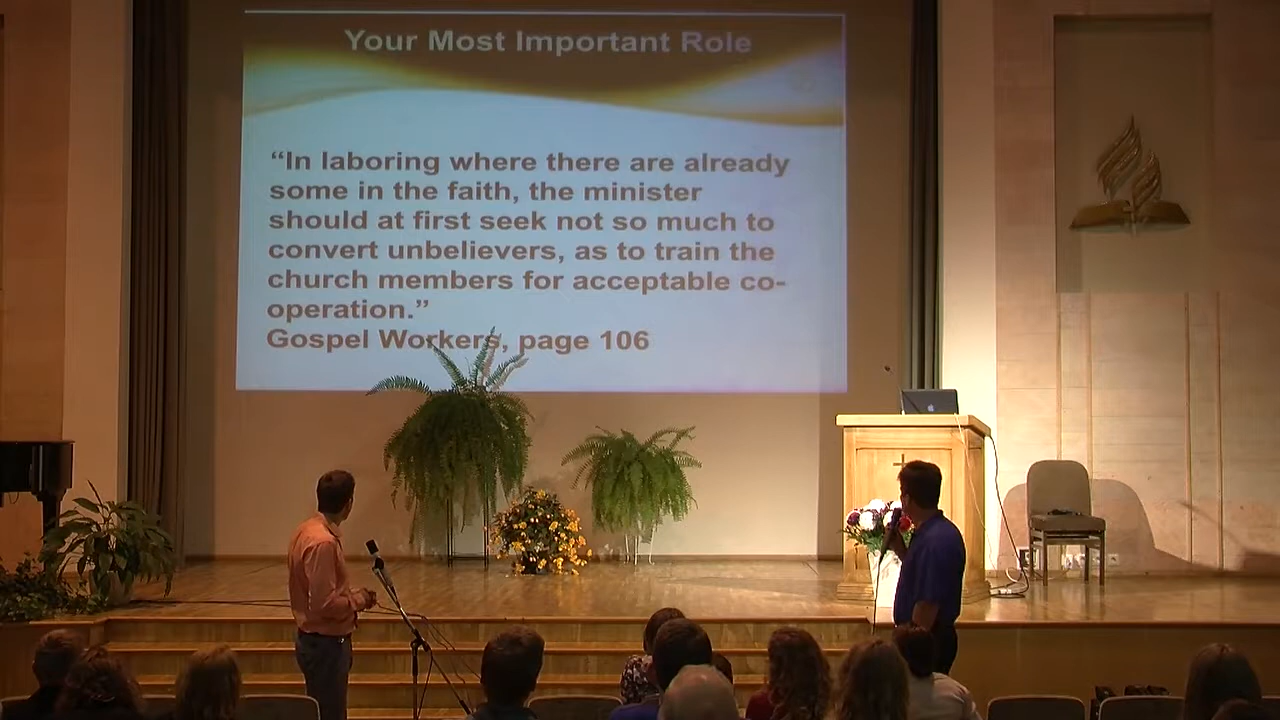 Your Most Important Role
“In laboring where there are already
some in the faith, the minister
should at first seek not so much to
convert unbelievers, as to train the
church members for acceptable co-
operation.”
Gospel Workers, page 106